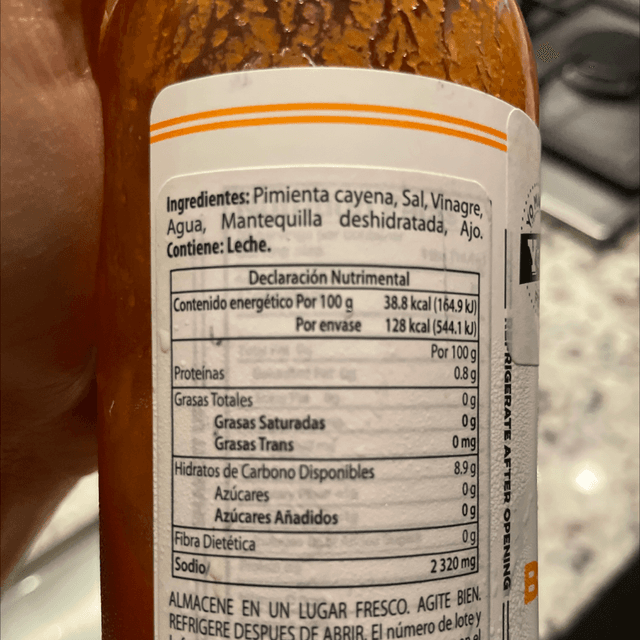 Ingredientes: Pimienta cayena, Sal, Vinagre,
Agua, Mantequilla deshidratada, Ajo.
Contiene: Leche.
Declaración Nutrimental
Contenido energético Por 100 g 38.8 kcal (164.9 kJ)
Por envase 128 kcal (544.1 kJ)
Por 100 g
Proteínas 0.8 g
Grasas Totales 0 g
Grasas Saturadas 0 g
Grasas Trans 0 mg
Hidratos de Carbono Disponibles 8.9 g
Azúcares 0 g
Azúcares Añadidos 0 g
Fibra Dietética 0 g
Sodio 2 320 mg
ALMACENE EN UN LUGAR FRESCO. AGITE BIEN.
REFRIGERE DESPUES DE ABRIR. El número de lote y
REFRIGERATE AFTER OPENING
B